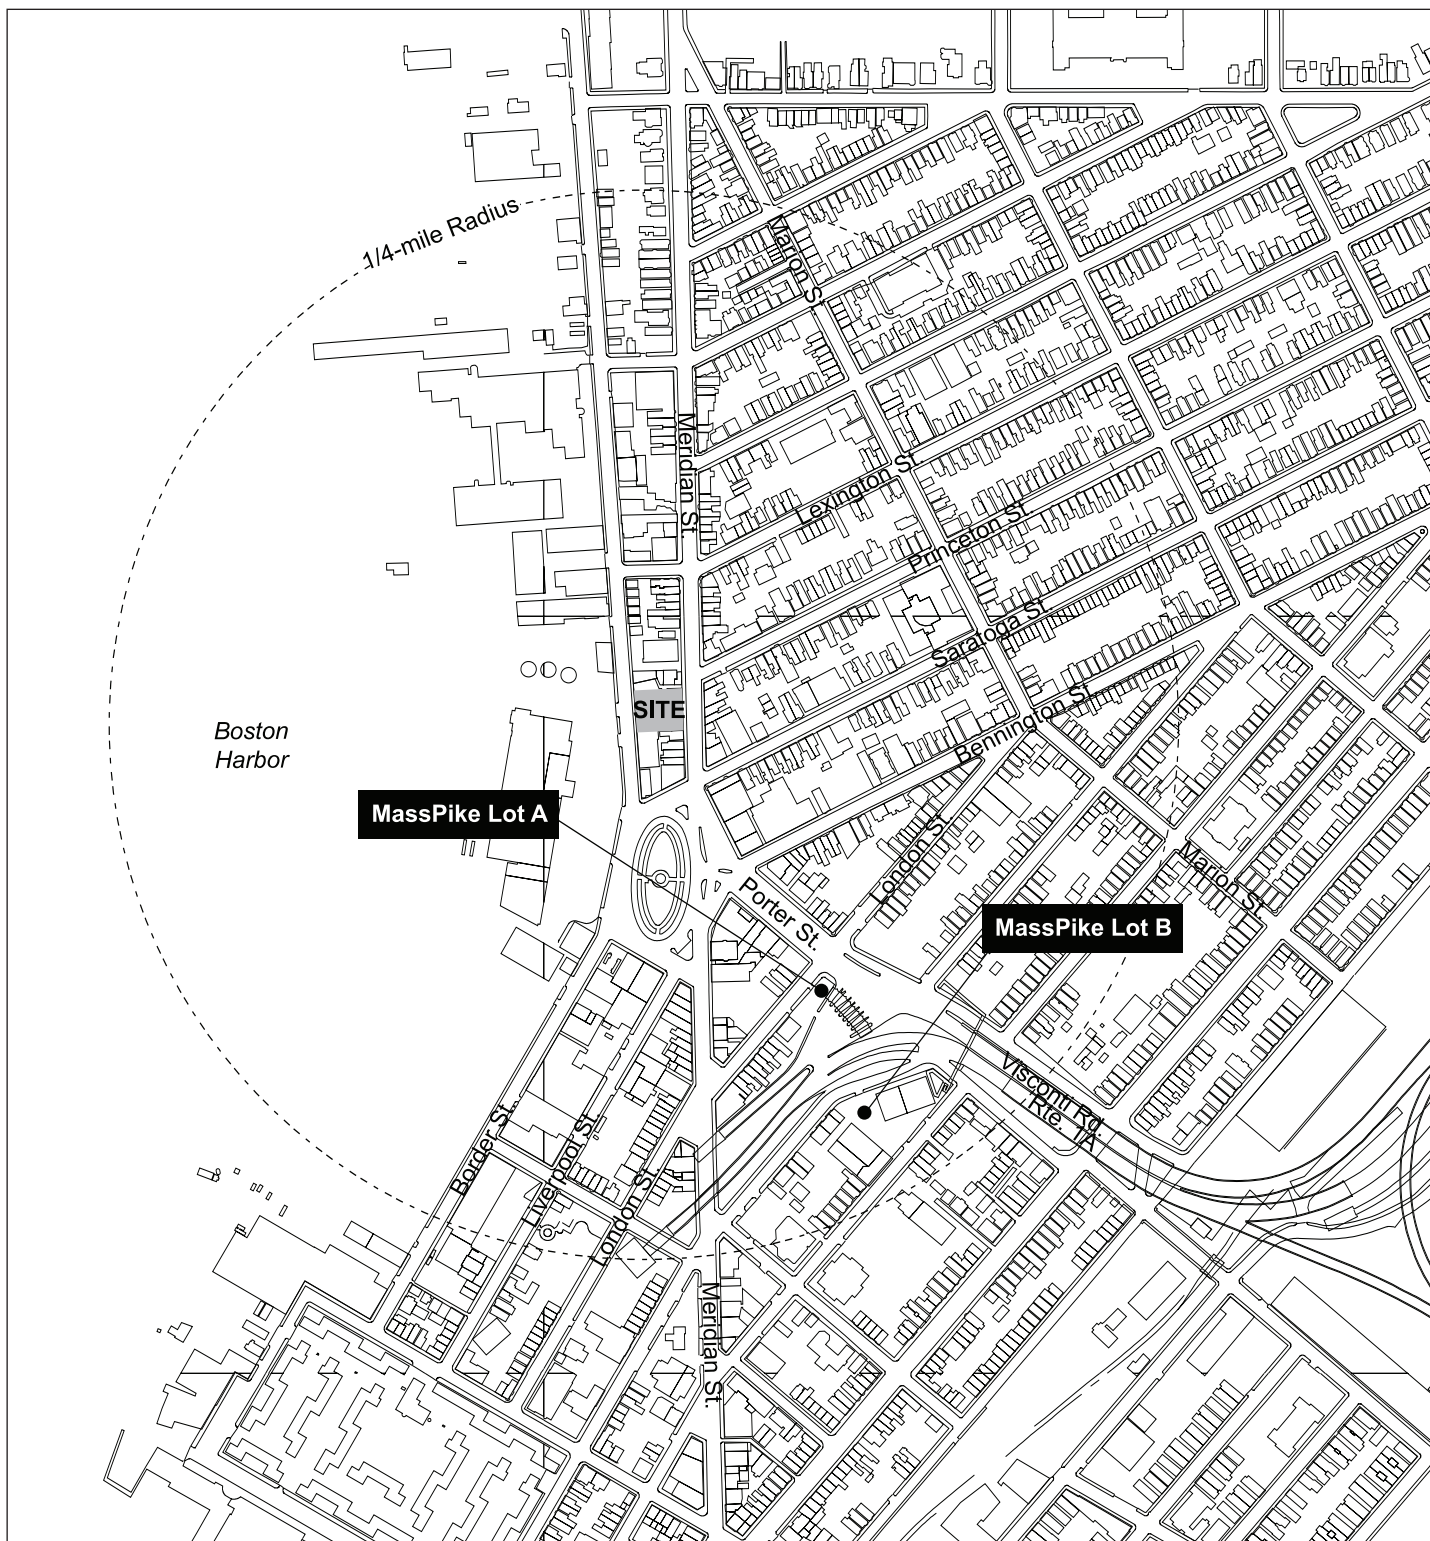 1/4-mile Radius
Marion St.
Meridian St.
Lexington St.
Princeton St.
Saratoga St.
SITE
Bennington St.
Boston
Harbor
MassPike Lot A
London St.
Marion St.
Porter St.
MassPike Lot B
Visconti Rd.
Rte. 1A
Border St.
Liverpool St.
London St.
Meridian St.